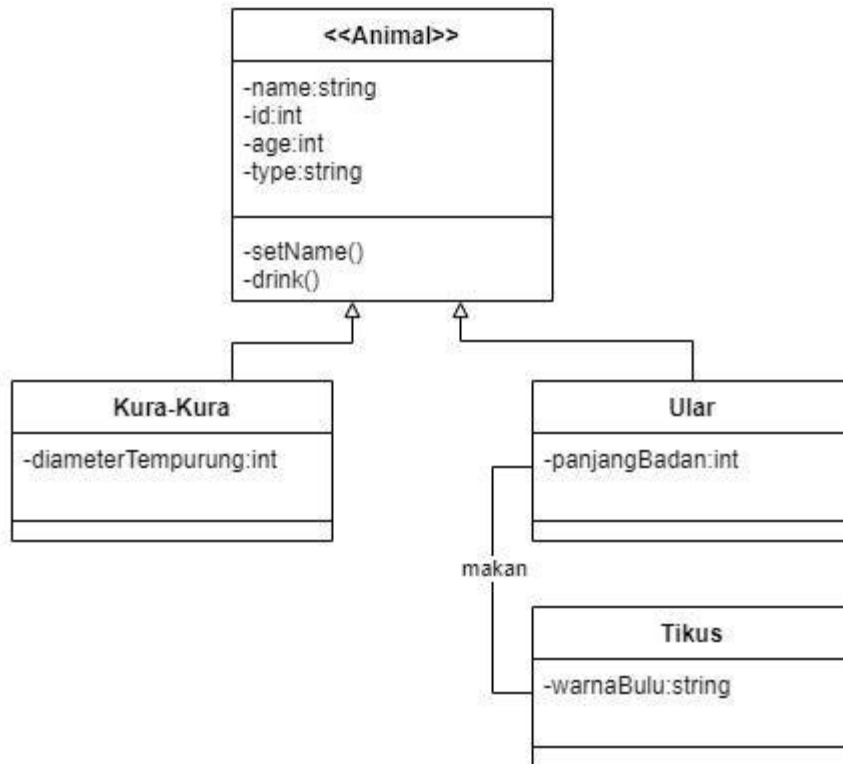 <<Animal>>
-name:string
-id:int
-age:int
-type:string
-setName()
-drink()
Kura-Kura
-diameterTempurung:int
Ular
-panjangBadan:int
makan
Tikus
-warnaBulu:string